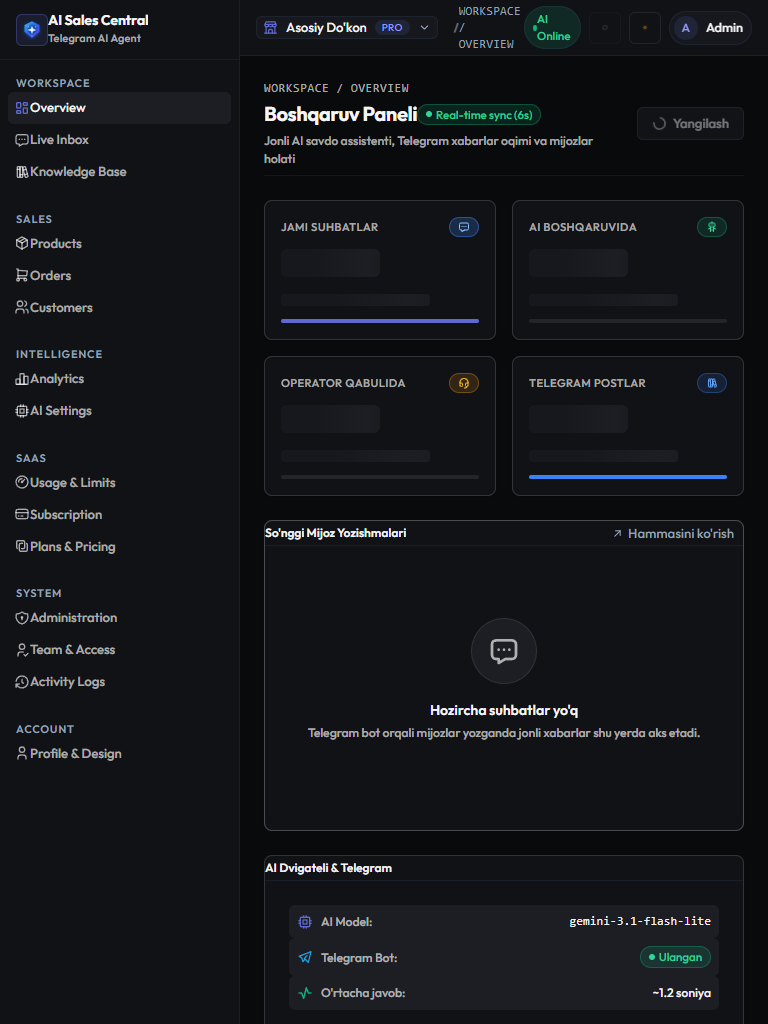 AI Sales Central
Telegram AI Agent
WORKSPACE
Overview
Live Inbox
Knowledge Base
SALES
Products
Orders
Customers
INTELLIGENCE
Analytics
AI Settings
SAAS
Usage & Limits
Subscription
Plans & Pricing
SYSTEM
Administration
Team & Access
Activity Logs
ACCOUNT
Profile & Design
Asosiy Do'kon PRO
WORKSPACE
//
OVERVIEW
AI
Online
A Admin
WORKSPACE / OVERVIEW
Boshqaruv Paneli Real-time sync (6s)
Jonli AI savdo assistenti, Telegram xabarlar oqimi va mijozlar
holati
Yangilash
JAMI SUHBATLAR
AI BOSHQARUVIDA
OPERATOR QABULIDA
TELEGRAM POSTLAR
So'nggi Mijoz Yozishmalari
Hammasini ko'rish
Hozircha suhbatlar yo'q
Telegram bot orqali mijozlar yozganda jonli xabarlar shu yerda aks etadi.
AI Dvigateli & Telegram
AI Model: gemini-3.1-flash-lite
Telegram Bot: Ulangan
O'rtacha javob: ~1.2 soniya